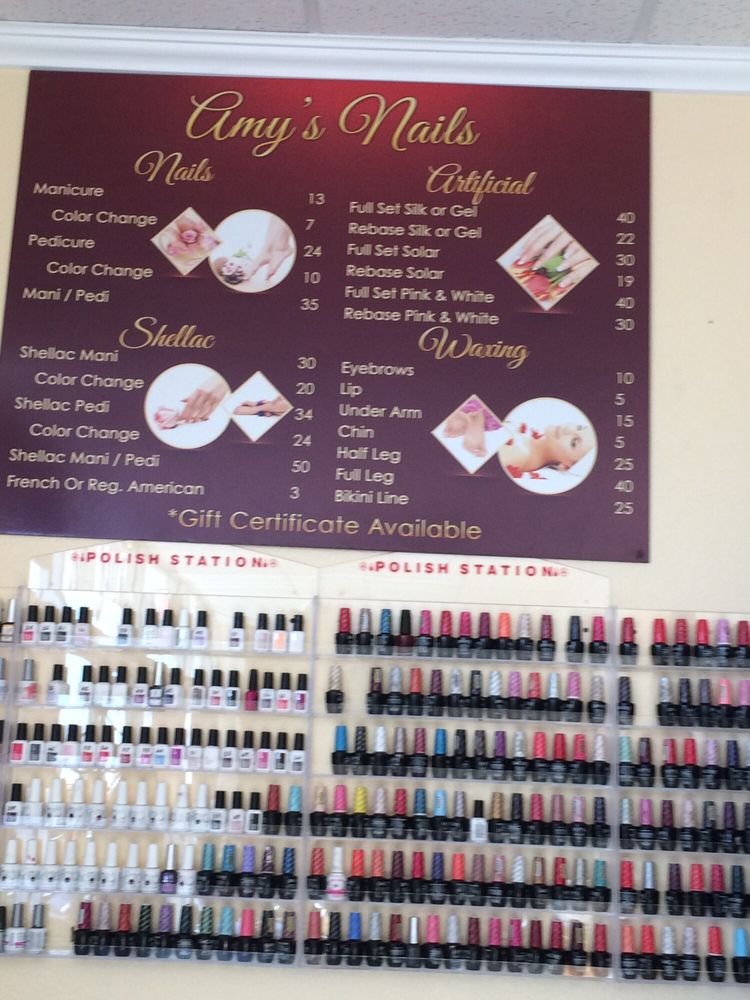 Amy's Nails
Nails
Manicure 13
Color Change 7
Pedicure 24
Color Change 10
Mani / Pedi 35
Shellac
Shellac Mani 30
Color Change 20
Shellac Pedi 34
Color Change 24
Shellac Mani / Pedi 50
French Or Reg. American 3
Artificial
Full Set Silk or Gel 40
Rebase Silk or Gel 22
Full Set Solar 30
Rebase Solar 19
Full Set Pink & White 40
Rebase Pink & White 30
Waxing
Eyebrows 10
Lip 5
Under Arm 15
Chin 5
Half Leg 25
Full Leg 40
Bikini Line 25
*Gift Certificate Available
POLISH STATION
POLISH STATION